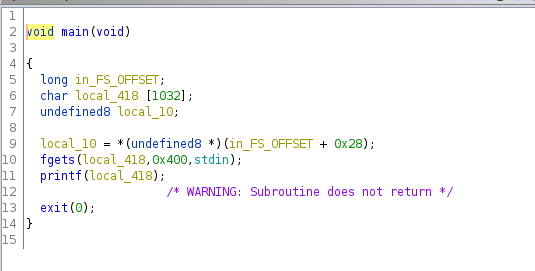 1
2 void main(void)
3
4 {
5 long in_FS_OFFSET;
6 char local_418 [1032];
7 undefined8 local_10;
8
9 local_10 = *(undefined8 *)(in_FS_OFFSET + 0x28);
10 fgets(local_418,0x400,stdin);
11 printf(local_418);
12 /* WARNING: Subroutine does not return */
13 exit(0);
14 }
15